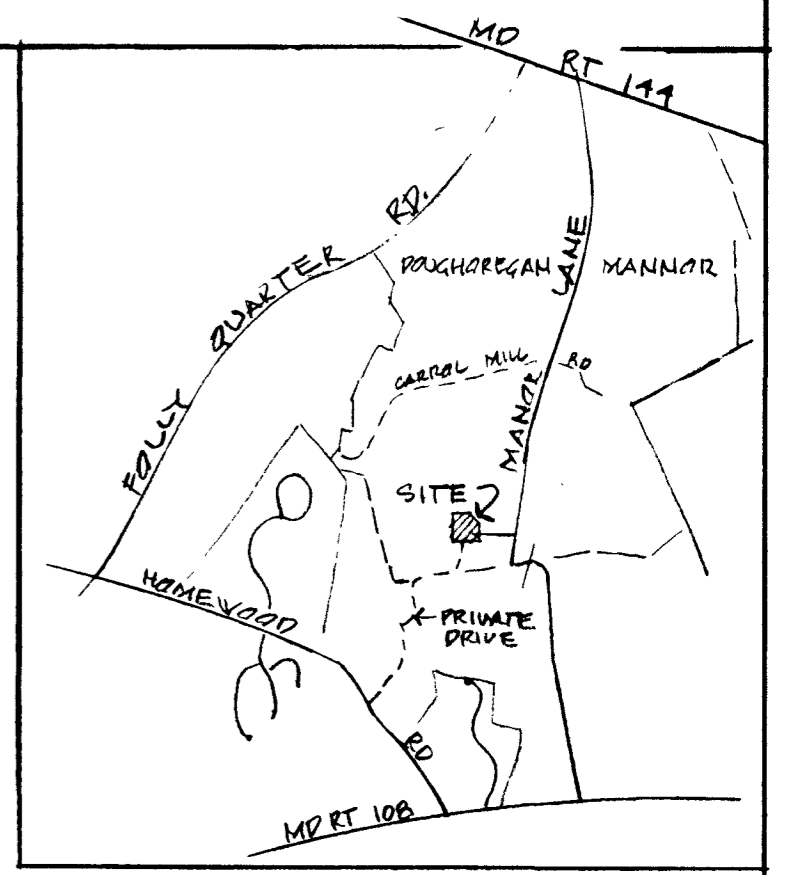 MD RT 144
FOLLY QUARTER RD.
DOUGHOREGAN MANNOR
MANOR LANE
CARROL MILL RD
SITE
HOMEWOOD RD
PRIVATE
DRIVE
MD RT 108